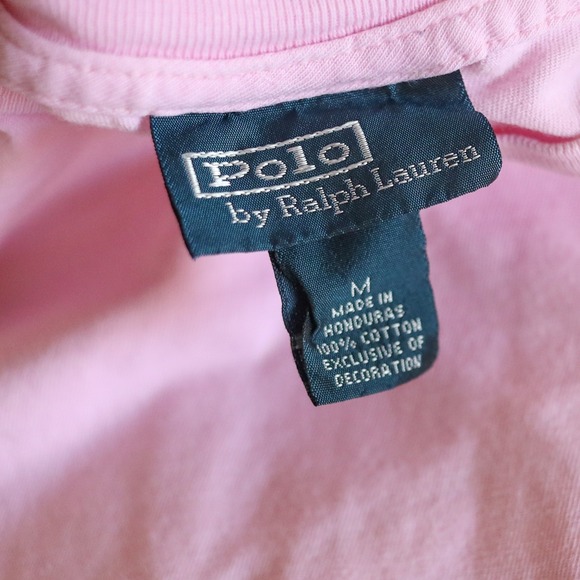 Polo
by Ralph Lauren
M
MADE IN
HONDURAS
100% COTTON
EXCLUSIVE OF
DECORATION